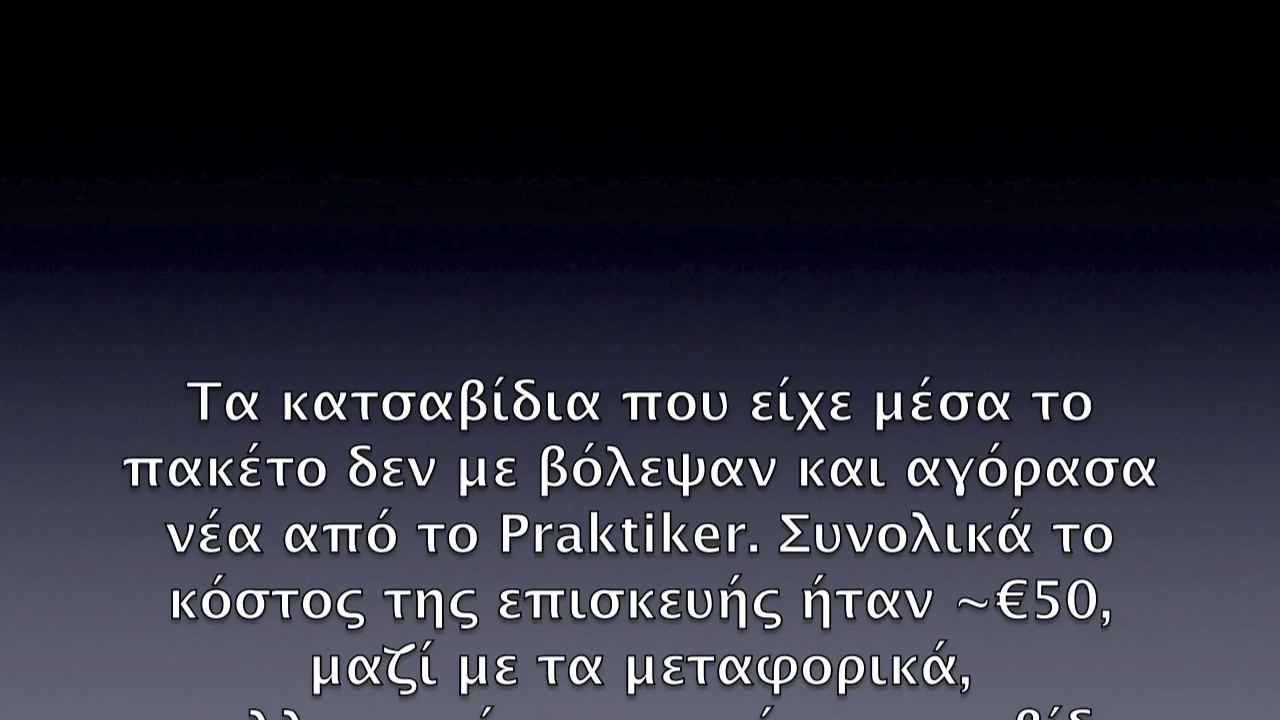 Τα κατσαβίδια που είχε μέσα το
πακέτο δεν με βόλεψαν και αγόρασα
νέα από το Praktiker. Συνολικά το
κόστος της επισκευής ήταν ~€50,
μαζί με τα μεταφορικά,